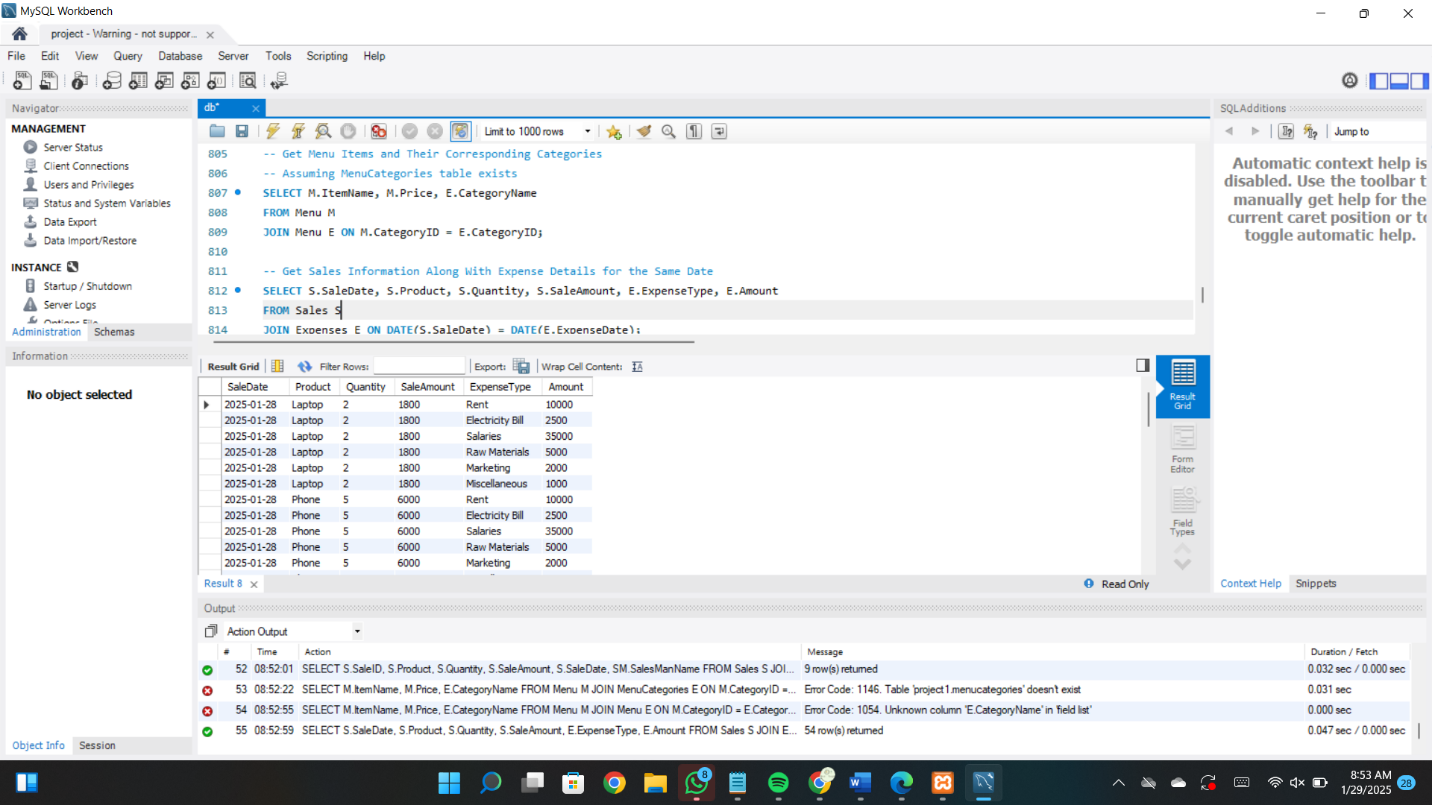 MySQL Workbench
project - Warning - not suppor...
File Edit View Query Database Server Tools Scripting Help
Navigator
MANAGEMENT
Server Status
Client Connections
Users and Privileges
Status and System Variables
Data Export
Data Import/Restore
INSTANCE
Startup / Shutdown
Server Logs
Options File
Administration Schemas
Information
No object selected
Object Info Session
db*
Limit to 1000 rows
805 -- Get Menu Items and Their Corresponding Categories
806 -- Assuming MenuCategories table exists
807 SELECT M.ItemName, M.Price, E.CategoryName
808 FROM Menu M
809 JOIN Menu E ON M.CategoryID = E.CategoryID;
810
811 -- Get Sales Information Along With Expense Details for the Same Date
812 SELECT S.SaleDate, S.Product, S.Quantity, S.SaleAmount, E.ExpenseType, E.Amount
813 FROM Sales S
814 JOIN Expenses E ON DATE(S.SaleDate) = DATE(E.ExpenseDate);
Result Grid Filter Rows: Export: Wrap Cell Content:
SaleDate Product Quantity SaleAmount ExpenseType Amount
2025-01-28 Laptop 2 1800 Rent 10000
2025-01-28 Laptop 2 1800 Electricity Bill 2500
2025-01-28 Laptop 2 1800 Salaries 35000
2025-01-28 Laptop 2 1800 Raw Materials 5000
2025-01-28 Laptop 2 1800 Marketing 2000
2025-01-28 Laptop 2 1800 Miscellaneous 1000
2025-01-28 Phone 5 6000 Rent 10000
2025-01-28 Phone 5 6000 Electricity Bill 2500
2025-01-28 Phone 5 6000 Salaries 35000
2025-01-28 Phone 5 6000 Raw Materials 5000
2025-01-28 Phone 5 6000 Marketing 2000
Result
Grid
Form
Editor
Field
Types
Result 8
Read Only
SQLAdditions
Jump to
Automatic context help is
disabled. Use the toolbar t
manually get help for the
current caret position or to
toggle automatic help.
Context Help Snippets
Output
Action Output
# Time Action Message Duration / Fetch
52 08:52:01 SELECT S.SaleID, S.Product, S.Quantity, S.SaleAmount, S.SaleDate, SM.SalesManName FROM Sales S JOI... 9 row(s) returned 0.032 sec / 0.000 sec
53 08:52:22 SELECT M.ItemName, M.Price, E.CategoryName FROM Menu M JOIN MenuCategories E ON M.CategoryID =... Error Code: 1146. Table 'project1.menucategories' doesn't exist 0.031 sec
54 08:52:55 SELECT M.ItemName, M.Price, E.CategoryName FROM Menu M JOIN Menu E ON M.CategoryID = E.Categor... Error Code: 1054. Unknown column 'E.CategoryName' in 'field list' 0.000 sec
55 08:52:59 SELECT S.SaleDate, S.Product, S.Quantity, S.SaleAmount, E.ExpenseType, E.Amount FROM Sales S JOIN E... 54 row(s) returned 0.047 sec / 0.000 sec
8
8:53 AM
1/29/2025
28